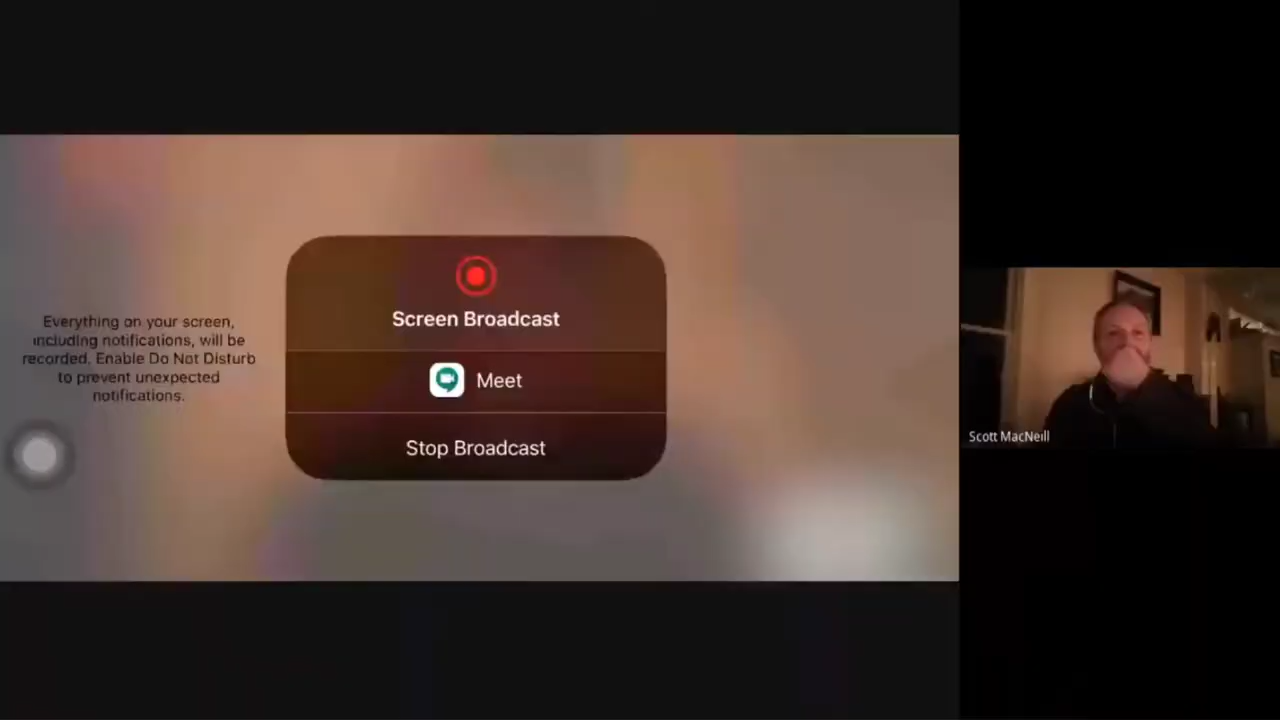 Everything on your screen,
including notifications, will be
recorded. Enable Do Not Disturb
to prevent unexpected
notifications.
Screen Broadcast
Meet
Stop Broadcast
Scott MacNeill